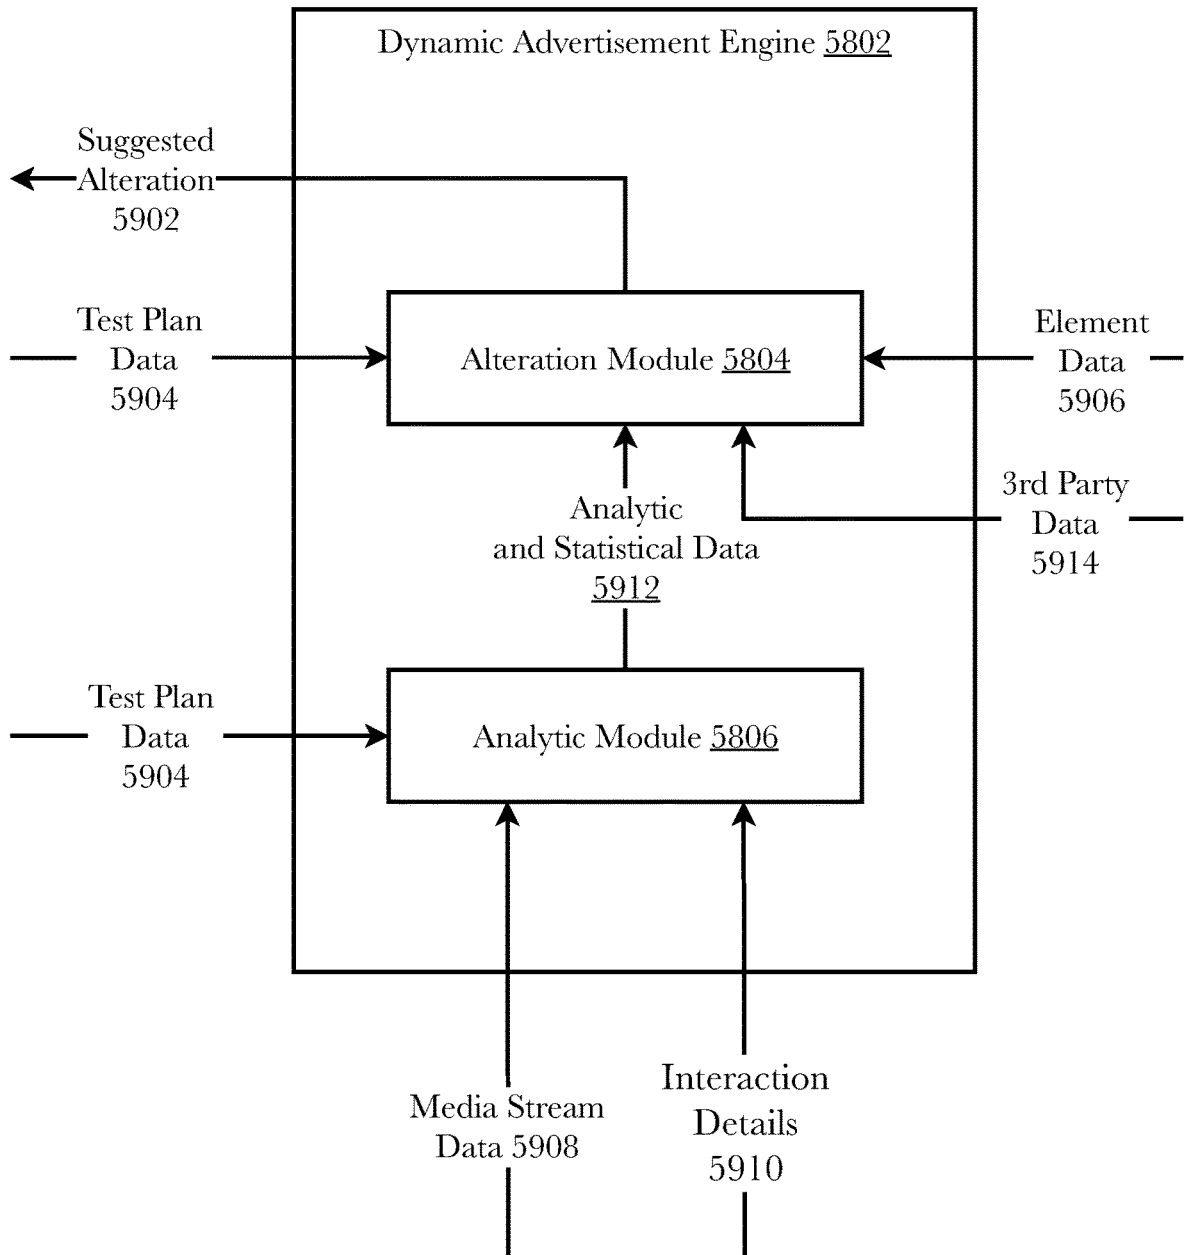 Dynamic Advertisement Engine 5802
Suggested
Alteration
5902
Test Plan
Data
5904
Alteration Module 5804
Element
Data
5906
3rd Party
Data
5914
Analytic
and Statistical Data
5912
Test Plan
Data
5904
Analytic Module 5806
Media Stream
Data 5908
Interaction
Details
5910